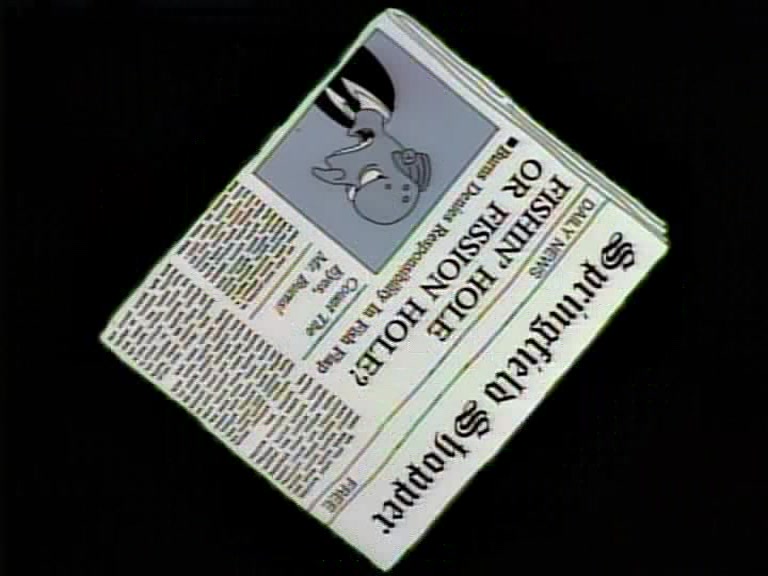 Springfield Shopper
DAILY NEWS
FREE
FISHIN' HOLE
OR FISSION HOLE?
■ Burns Denies Responsibility In Fish Flap
Count The
Eyes,
Mr. Burns!